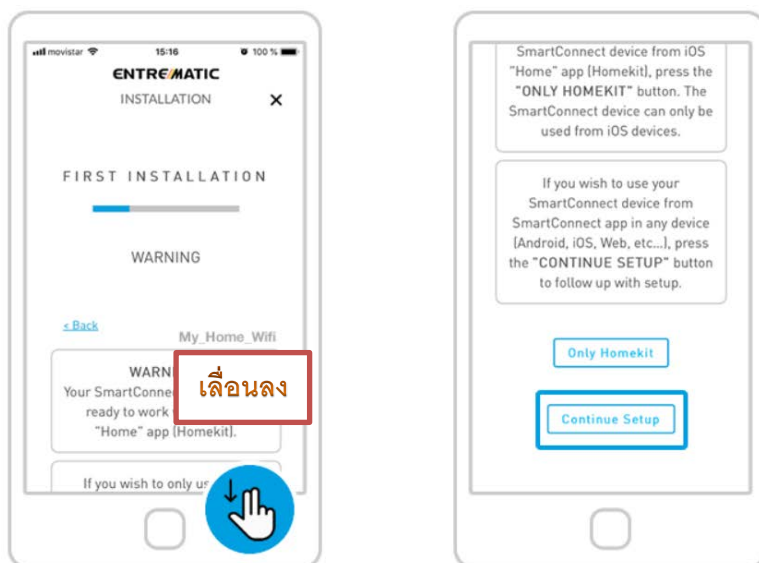 movistar 15:16 100 %
ENTRE/MATIC
INSTALLATION X
FIRST INSTALLATION
WARNING
< Back
My_Home_Wifi
Your SmartConne
ready to work
"Home" app (Homekit).
If you wish to only
เลื่อนลง
SmartConnect device from iOS
"Home" app (Homekit), press the
"ONLY HOMEKIT" button. The
SmartConnect device can only be
used from iOS devices.
If you wish to use your
SmartConnect device from
SmartConnect app in any device
(Android, iOS, Web, etc...), press
the "CONTINUE SETUP" button
to follow up with setup.
Only Homekit
Continue Setup